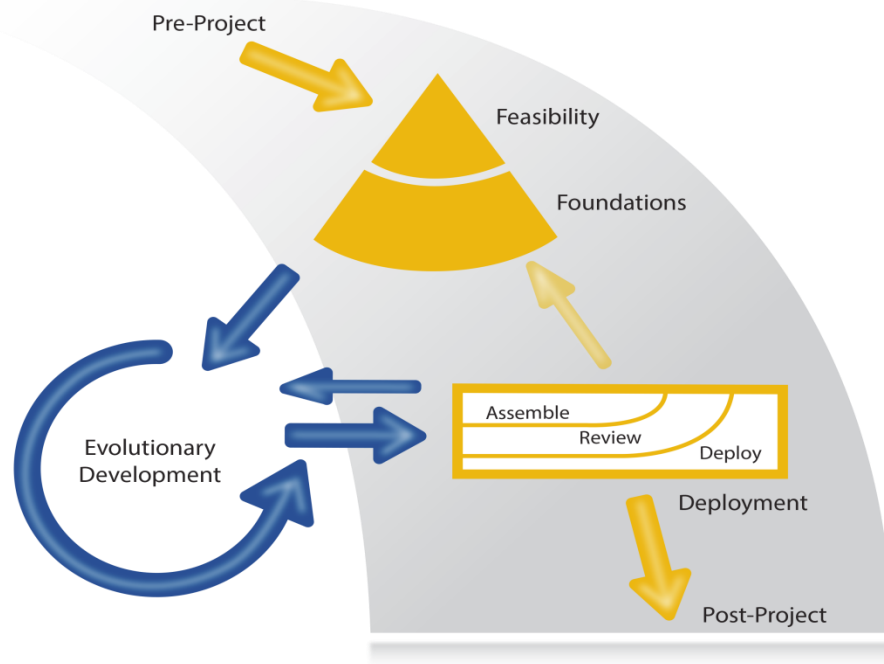 Pre-Project
Feasibility
Foundations
Evolutionary
Development
Assemble
Review
Deploy
Deployment
Post-Project